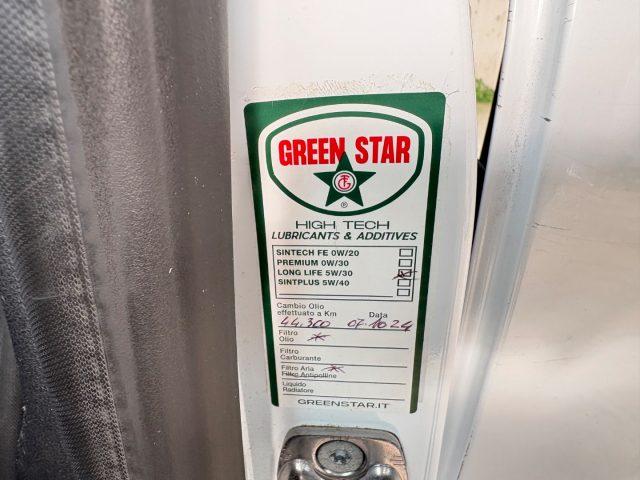 GREEN STAR
®
HIGH TECH
LUBRICANTS & ADDITIVES
SINTECH FE 0W/20
PREMIUM 0W/30
LONG LIFE 5W/30
SINTPLUS 5W/40
Cambio Olio
effettuato a Km Data
44.300 07.10 24
Filtro
Olio
Filtro
Carburante
Filtro Aria
Filtro Antipolline
Liquido
Radiatore
GREENSTAR.IT